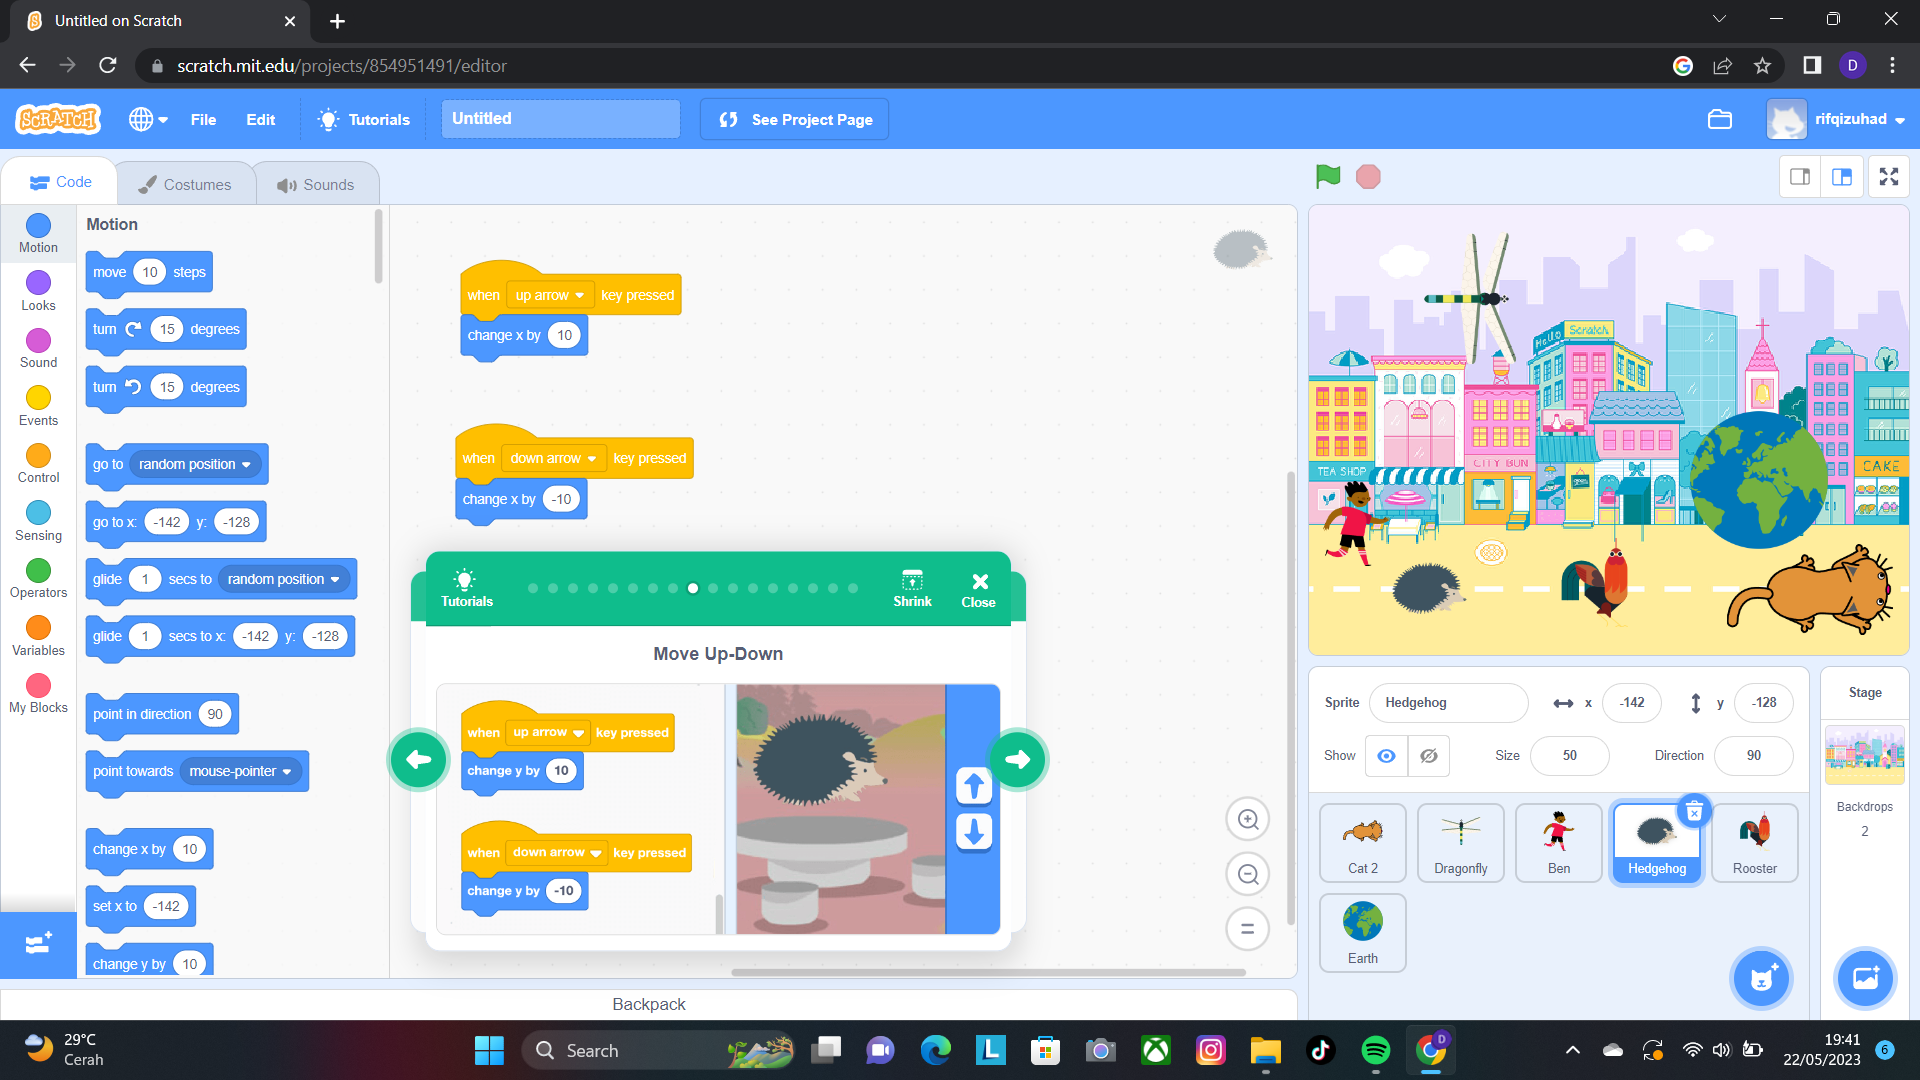 Untitled on Scratch
scratch.mit.edu/projects/854951491/editor
D
SCRATCH
File
Edit
Tutorials
Untitled
See Project Page
rifqizuhad
Code
Costumes
Sounds
Motion
Looks
Sound
Events
Control
Sensing
Operators
Variables
My Blocks
Motion
move 10 steps
turn 15 degrees
turn 15 degrees
go to random position
go to x: -142 y: -128
glide 1 secs to random position
glide 1 secs to x: -142 y: -128
point in direction 90
point towards mouse-pointer
change x by 10
set x to -142
change y by 10
when up arrow key pressed
change x by 10
when down arrow key pressed
change x by -10
Tutorials
Shrink
Close
Move Up-Down
when up arrow key pressed
change y by 10
when down arrow key pressed
change y by -10
Hello
Scratch
TEA SHOP
CITY BUN
CAKE
Sprite Hedgehog x -142 y -128
Show Size 50 Direction 90
Cat 2
Dragonfly
Ben
Hedgehog
Rooster
Earth
Stage
Backdrops
2
Backpack
29°C
Cerah
Search
L
D
19:41
22/05/2023
6